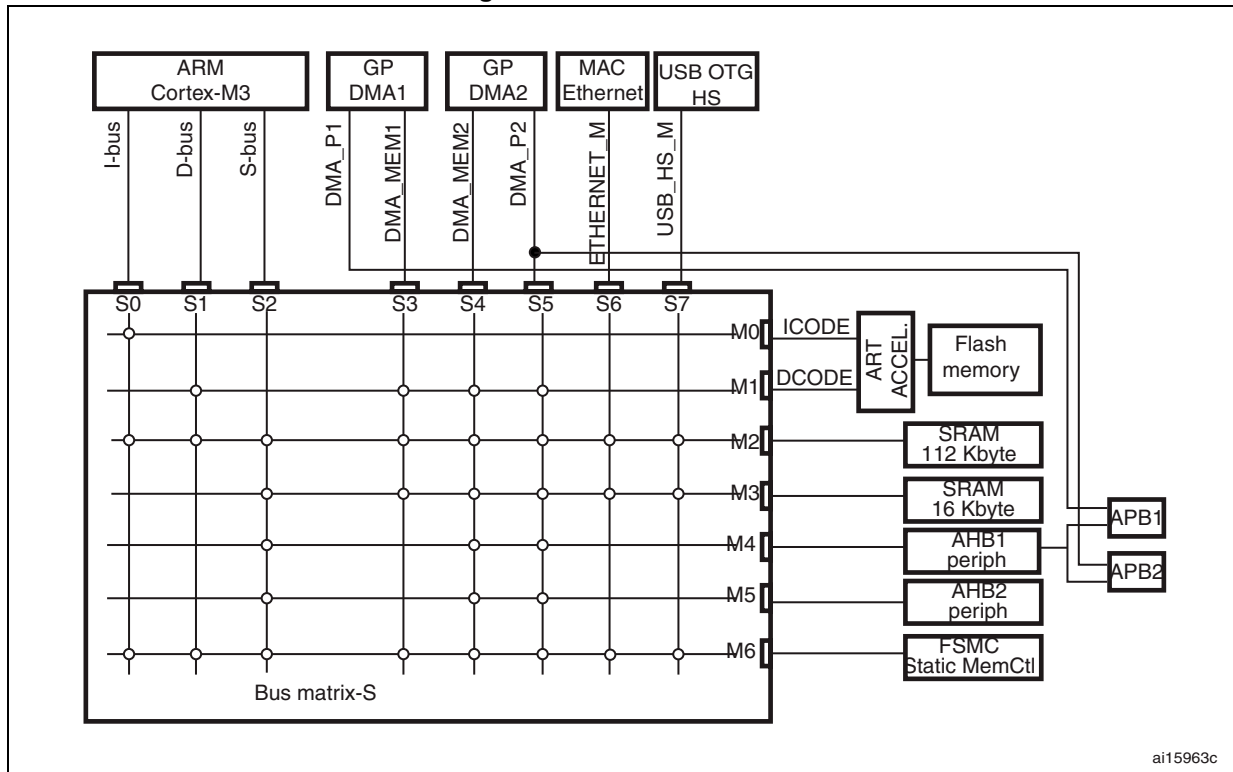 ARM
Cortex-M3
GP
DMA1
GP
DMA2
MAC
Ethernet
USB OTG
HS
I-bus
D-bus
S-bus
DMA_P1
DMA_MEM1
DMA_MEM2
DMA_P2
ETHERNET_M
USB_HS_M
S0 S1 S2 S3 S4 S5 S6 S7
M0
ICODE
M1
DCODE
ART
ACCEL.
Flash
memory
M2
SRAM
112 Kbyte
M3
SRAM
16 Kbyte
M4
AHB1
periph
APB1
M5
AHB2
periph
APB2
M6
FSMC
Static MemCtl
Bus matrix-S
ai15963c